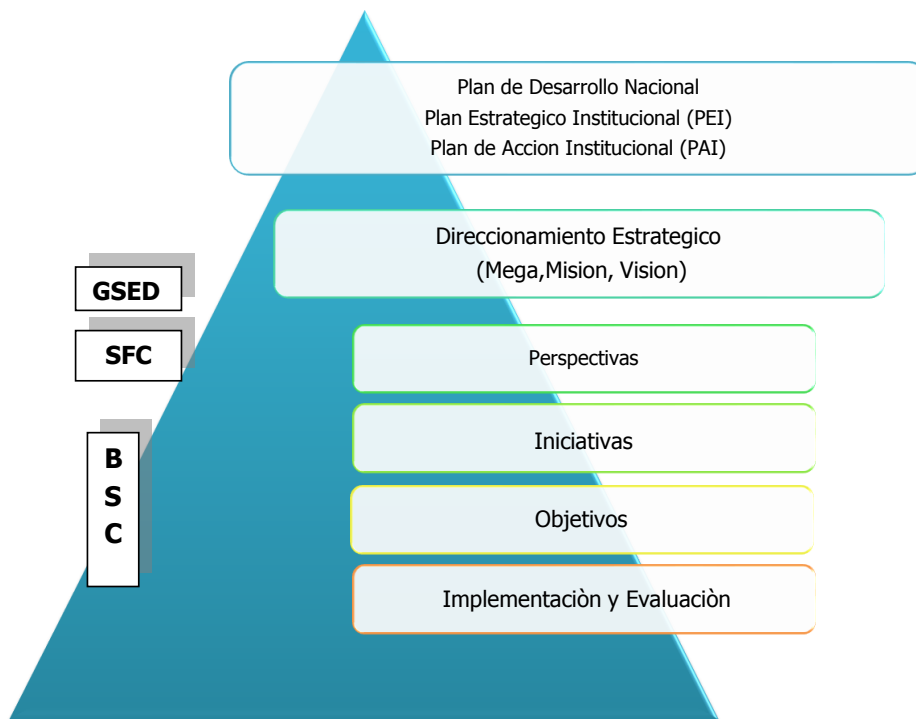 Plan de Desarrollo Nacional
Plan Estrategico Institucional (PEI)
Plan de Accion Institucional (PAI)
Direccionamiento Estrategico
(Mega,Mision, Vision)
GSED
SFC
Perspectivas
Iniciativas
B
S
C
Objetivos
Implementaciòn y Evaluaciòn